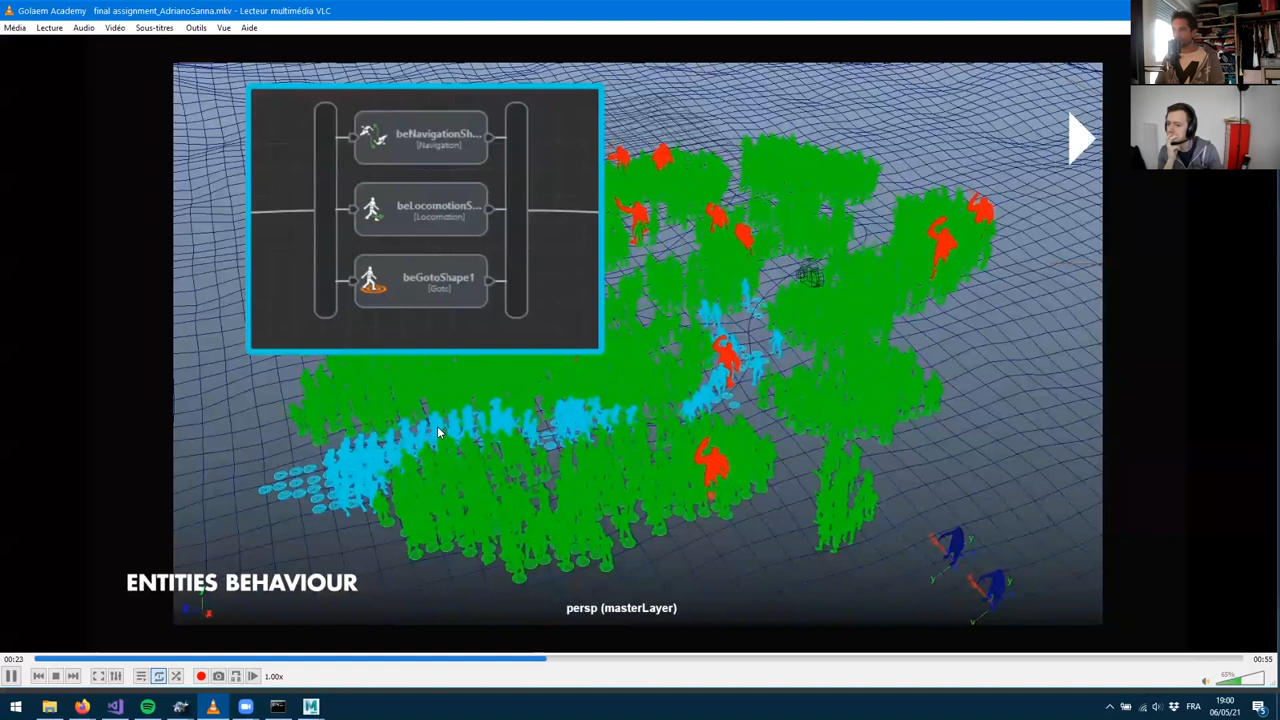 Golaem Academy final assignment_AdrianoSanna.mkv - Lecteur multimédia VLC
Média Lecture Audio Vidéo Sous-titres Outils Vue Aide
beNavigationSh...
[Navigation]
beLocomotionS...
[Locomotion]
beGotoShape1
[Goto]
y
y
y
ENTITIES BEHAVIOUR
persp (masterLayer)
00:23
00:55
1.00x
65%
19:00
FRA
06/05/21